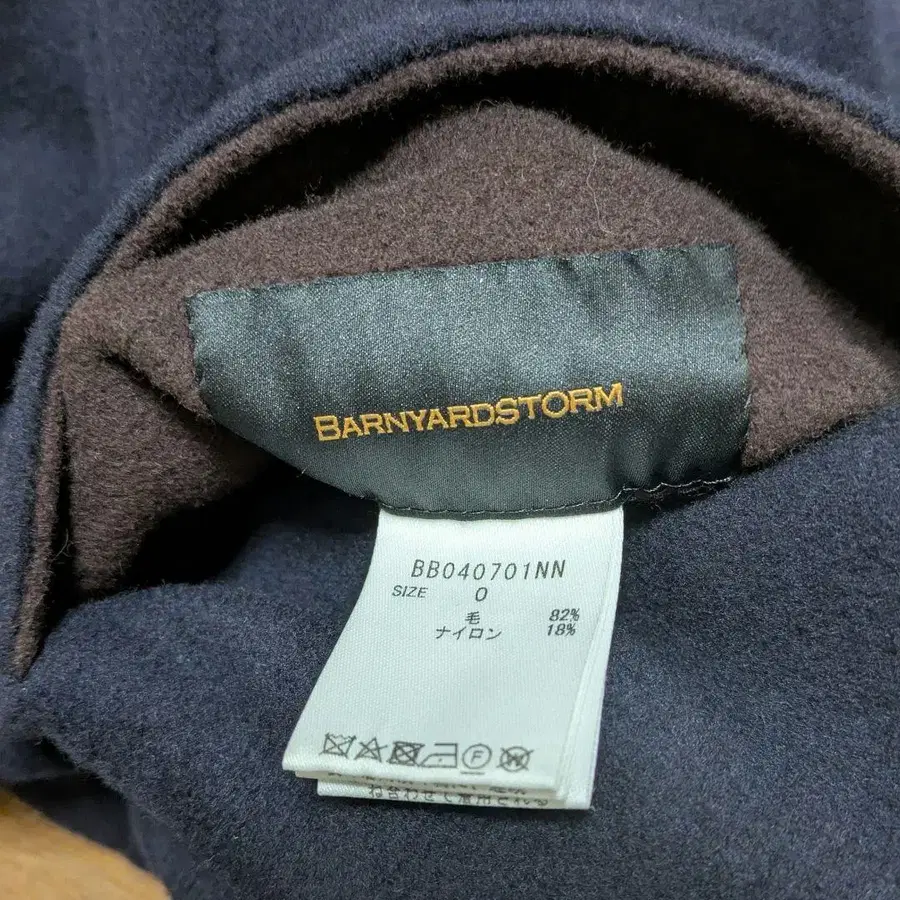 BARNYARDSTORM
BB040701NN
SIZE 0
毛 82%
ナイロン 18%
F W